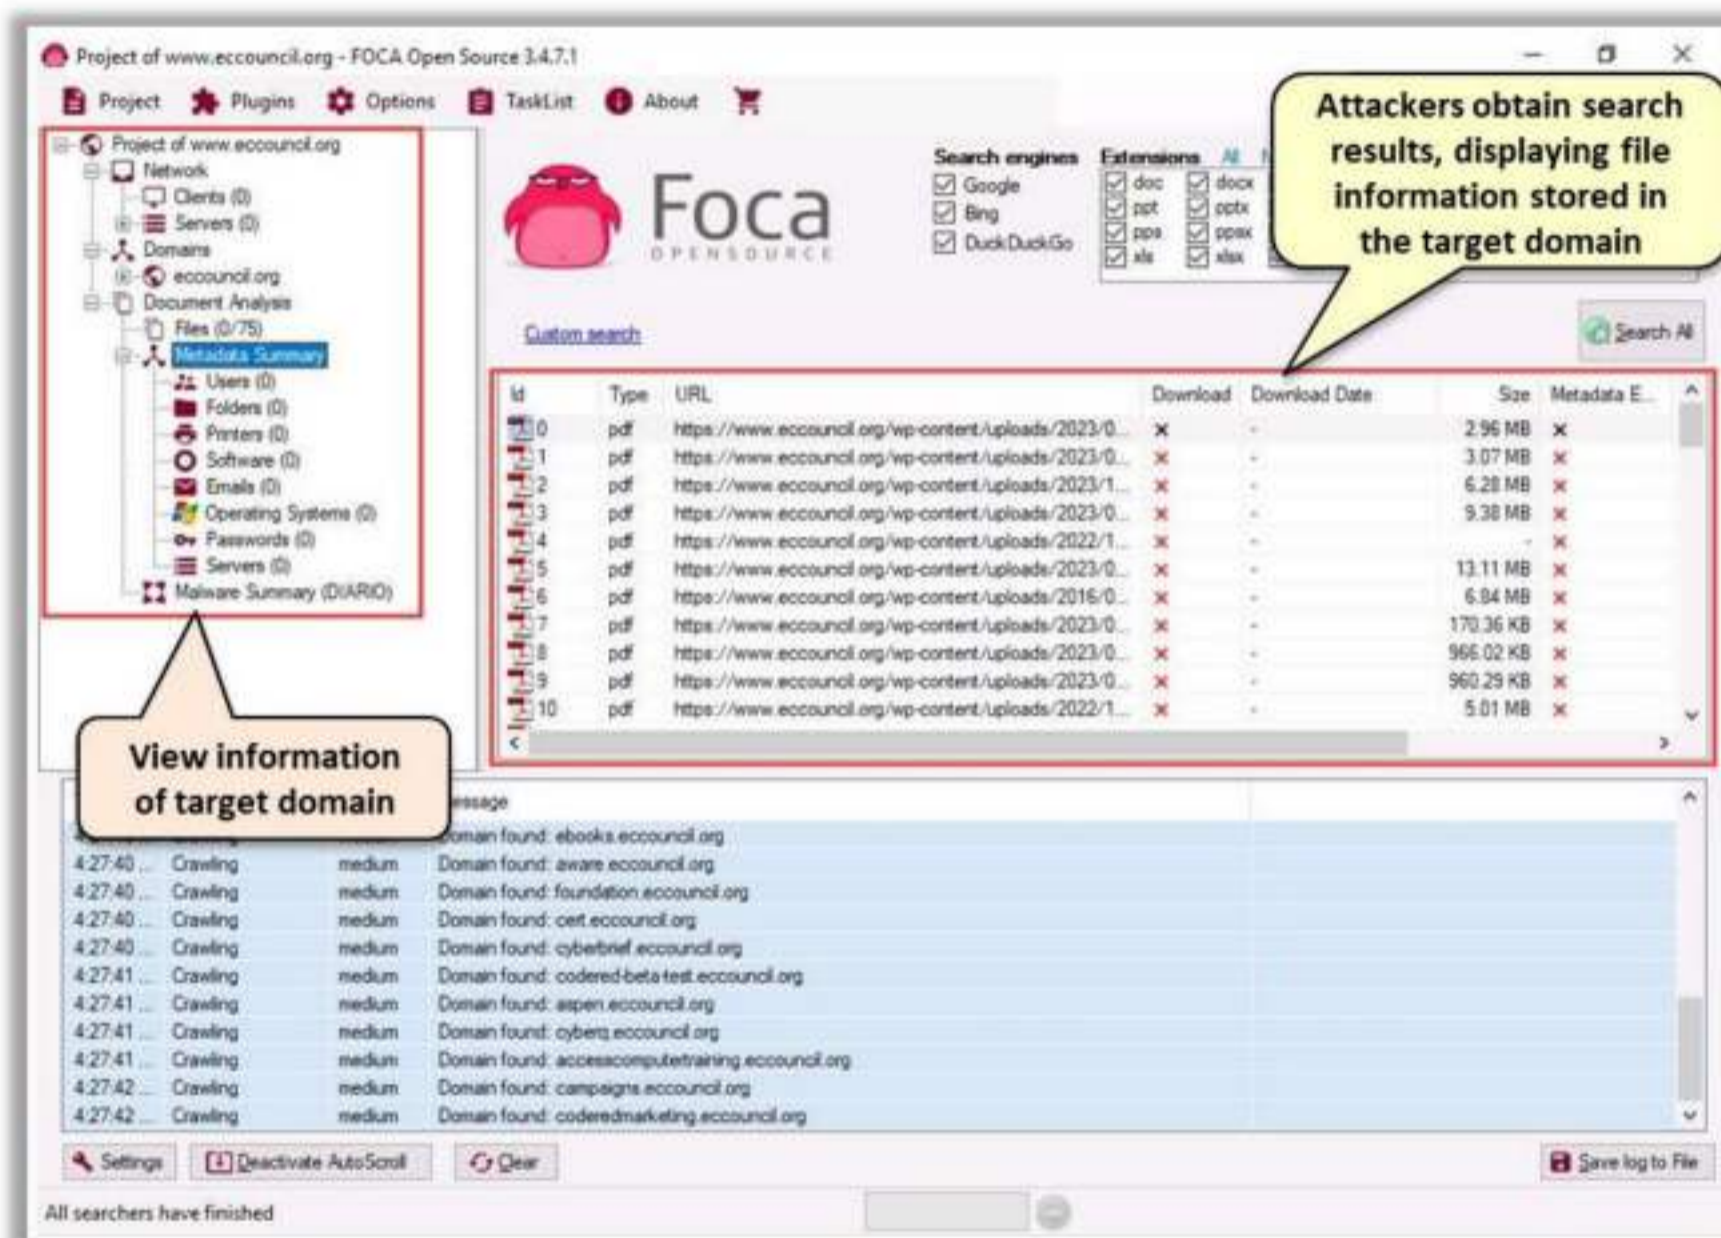 Project of www.eccouncil.org - FOCA Open Source 3.4.7.1
Project Plugins Options TaskList About
Attackers obtain search
results, displaying file
information stored in
the target domain
Project of www.eccouncil.org
Network
Clients (0)
Servers (0)
Domains
eccouncil.org
Document Analysis
Files (0/75)
Metadata Summary
Users (0)
Folders (0)
Printers (0)
Software (0)
Emails (0)
Operating Systems (0)
Passwords (0)
Servers (0)
Malware Summary (DIARIO)
View information
of target domain
Foca
OPENSOURCE
Search engines
Google
Bing
DuckDuckGo
Extensions All
doc docx
ppt pptx
pps ppsx
xls xlsx
Custom search
Search All
Id Type URL Download Download Date Size Metadata E...
0 pdf https://www.eccouncil.org/wp-content/uploads/2023/0... × - 2.96 MB ×
1 pdf https://www.eccouncil.org/wp-content/uploads/2023/0... × - 3.07 MB ×
2 pdf https://www.eccouncil.org/wp-content/uploads/2023/1... × - 6.28 MB ×
3 pdf https://www.eccouncil.org/wp-content/uploads/2023/0... × - 9.38 MB ×
4 pdf https://www.eccouncil.org/wp-content/uploads/2022/1... × - - ×
5 pdf https://www.eccouncil.org/wp-content/uploads/2023/0... × - 13.11 MB ×
6 pdf https://www.eccouncil.org/wp-content/uploads/2016/0... × - 6.84 MB ×
7 pdf https://www.eccouncil.org/wp-content/uploads/2023/0... × - 170.36 KB ×
8 pdf https://www.eccouncil.org/wp-content/uploads/2023/0... × - 966.02 KB ×
9 pdf https://www.eccouncil.org/wp-content/uploads/2023/0... × - 960.29 KB ×
10 pdf https://www.eccouncil.org/wp-content/uploads/2022/1... × - 5.01 MB ×
essage
Domain found: ebooks.eccouncil.org
4:27:40 ... Crawling medium Domain found: aware.eccouncil.org
4:27:40 ... Crawling medium Domain found: foundation.eccouncil.org
4:27:40 ... Crawling medium Domain found: cert.eccouncil.org
4:27:40 ... Crawling medium Domain found: cyberbrief.eccouncil.org
4:27:41 ... Crawling medium Domain found: codered-beta-test.eccouncil.org
4:27:41 ... Crawling medium Domain found: aspen.eccouncil.org
4:27:41 ... Crawling medium Domain found: cyberq.eccouncil.org
4:27:41 ... Crawling medium Domain found: accesscomputertraining.eccouncil.org
4:27:42 ... Crawling medium Domain found: campaigns.eccouncil.org
4:27:42 ... Crawling medium Domain found: coderedmarketing.eccouncil.org
Settings Deactivate AutoScroll Clear Save log to File
All searchers have finished